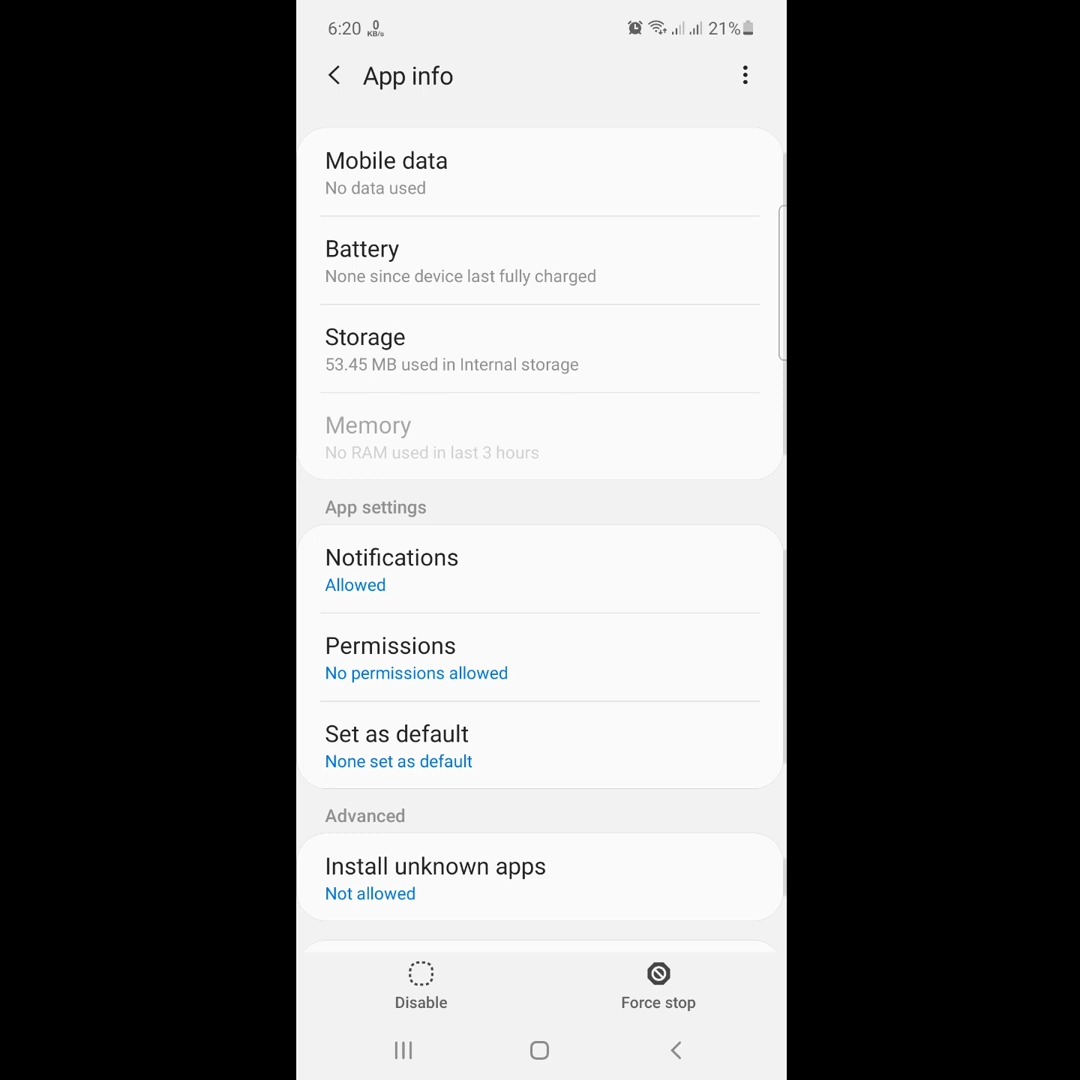 6:20 0 KB/s 21%
App info
Mobile data
No data used
Battery
None since device last fully charged
Storage
53.45 MB used in Internal storage
Memory
No RAM used in last 3 hours
App settings
Notifications
Allowed
Permissions
No permissions allowed
Set as default
None set as default
Advanced
Install unknown apps
Not allowed
Disable Force stop